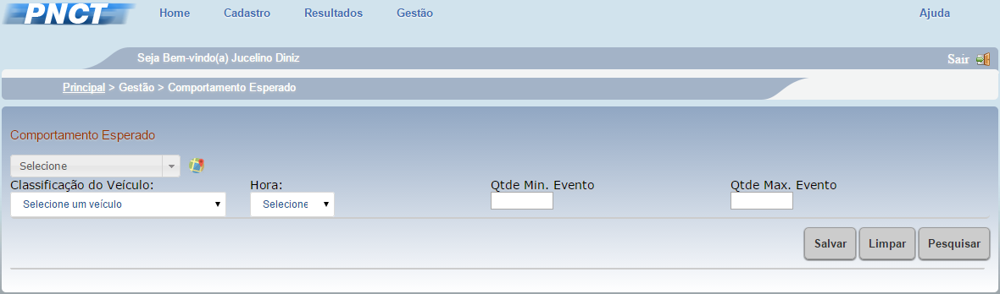 PNCT
Home Cadastro Resultados Gestão Ajuda
Seja Bem-vindo(a) Jucelino Diniz Sair
Principal > Gestão > Comportamento Esperado
Comportamento Esperado
Selecione
Classificação do Veículo: Hora: Qtde Min. Evento Qtde Max. Evento
Selecione um veículo Selecione
Salvar Limpar Pesquisar